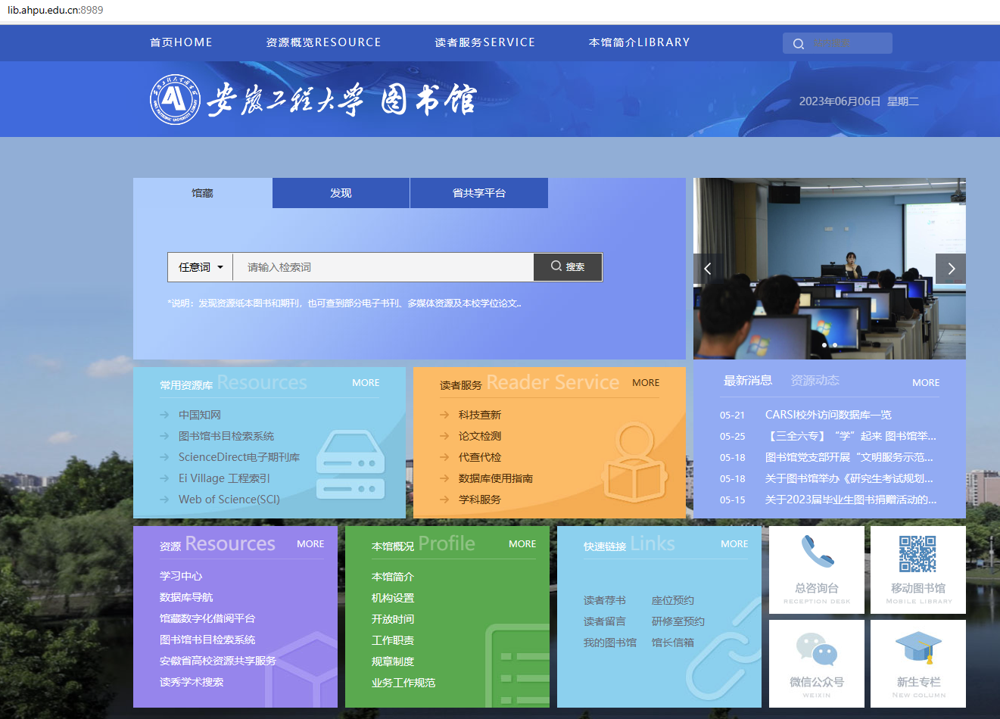 lib.ahpu.edu.cn:8989
首页HOME
资源概览RESOURCE
读者服务SERVICE
本馆简介LIBRARY
安徽工程大学 图书馆
2023年06月06日 星期二
馆藏
发现
省共享平台
任意词
请输入检索词
搜索
*说明：发现资源纸本图书和期刊，也可查到部分电子书刊、多媒体资源及本校学位论文..
常用资源库 Resources MORE
中国知网
图书馆书目检索系统
ScienceDirect电子期刊库
Ei Village 工程索引
Web of Science(SCI)
读者服务 Reader Service MORE
科技查新
论文检测
代查代检
数据库使用指南
学科服务
最新消息 资源动态 MORE
05-21 CARSI校外访问数据库一览
05-25 【三全六专】“学”起来 图书馆举...
05-18 图书馆党支部开展“文明服务示范...
05-18 关于图书馆举办《研究生考试规划...
05-15 关于2023届毕业生图书捐赠活动的...
资源 Resources MORE
学习中心
数据库导航
馆藏数字化借阅平台
图书馆书目检索系统
安徽省高校资源共享服务
读秀学术搜索
本馆概况 Profile MORE
本馆简介
机构设置
开放时间
工作职责
规章制度
业务工作规范
快速链接 Links MORE
读者荐书 座位预约
读者留言 研修室预约
我的图书馆 馆长信箱
总咨询台
RECEPTION DESK
移动图书馆
MOBILE LIBRARY
微信公众号
WEIXIN
新生专栏
NEW COLUMN